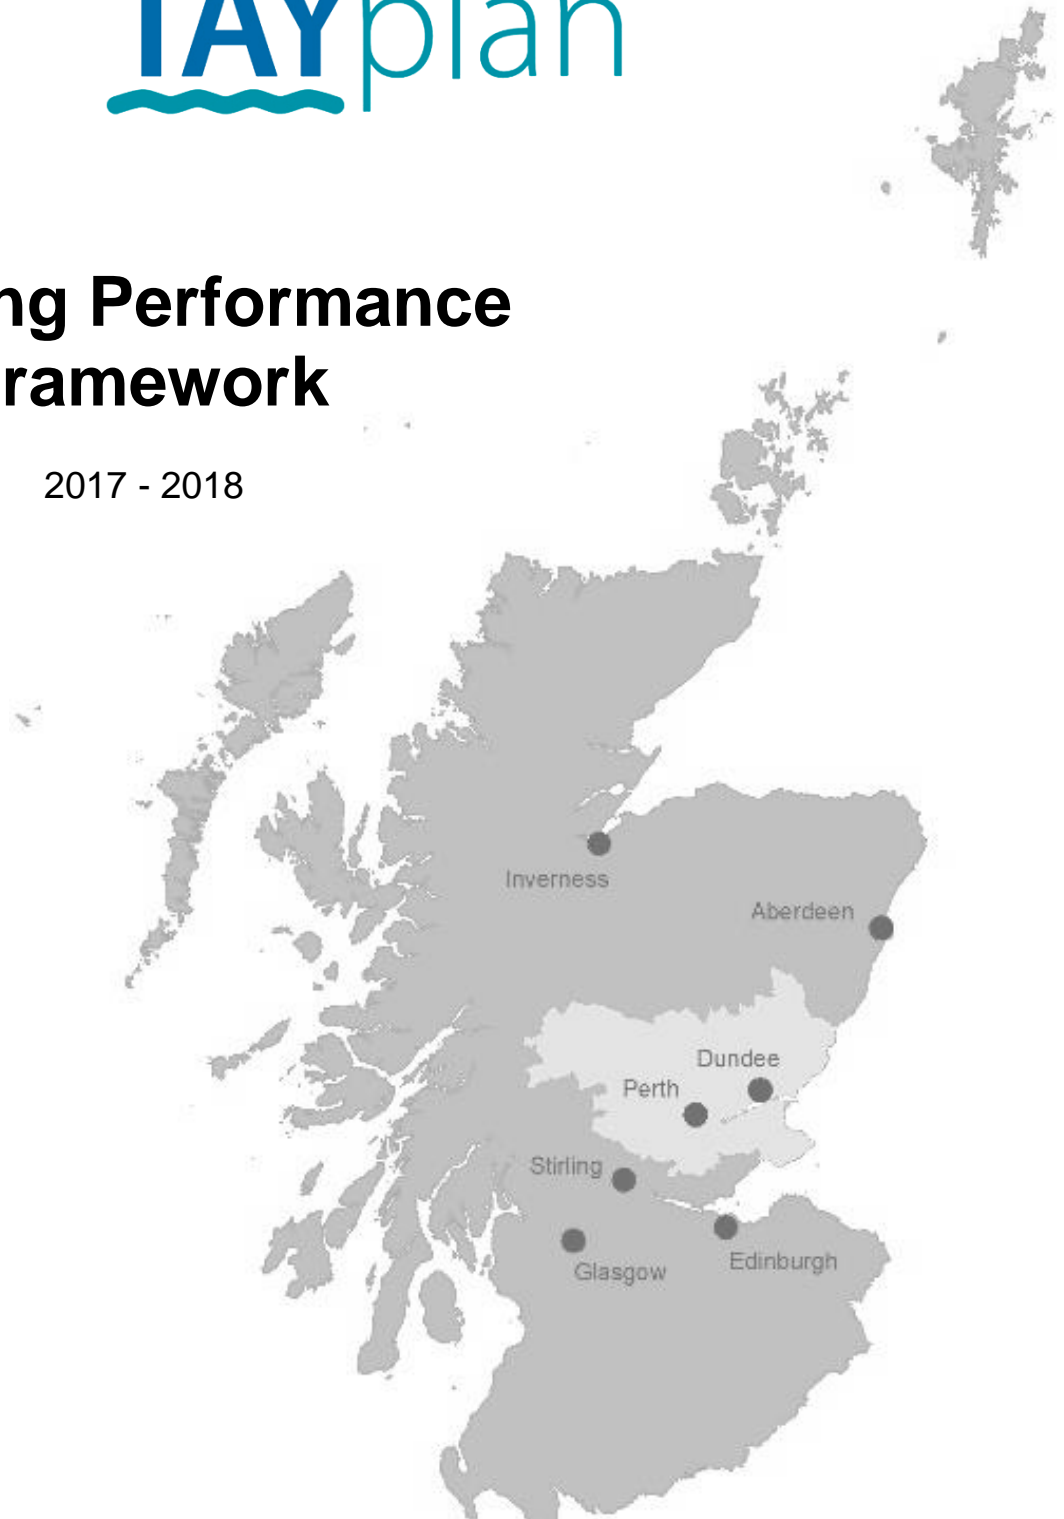 TAYplan
ng Performance
ramework
2017 - 2018
Inverness
Aberdeen
Dundee
Perth
Stirling
Glasgow
Edinburgh